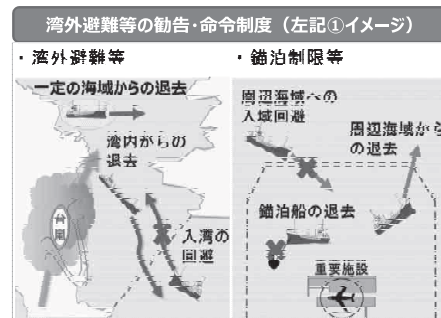 湾外避難等の勧告・命令制度（左記①イメージ）
・湾外避難等
・錨泊制限等
一定の海域からの退去
湾内からの
退去
台風
入湾の
回避
周辺海域への
入域回避
周辺海域から
の退去
錨泊船の退去
重要施設